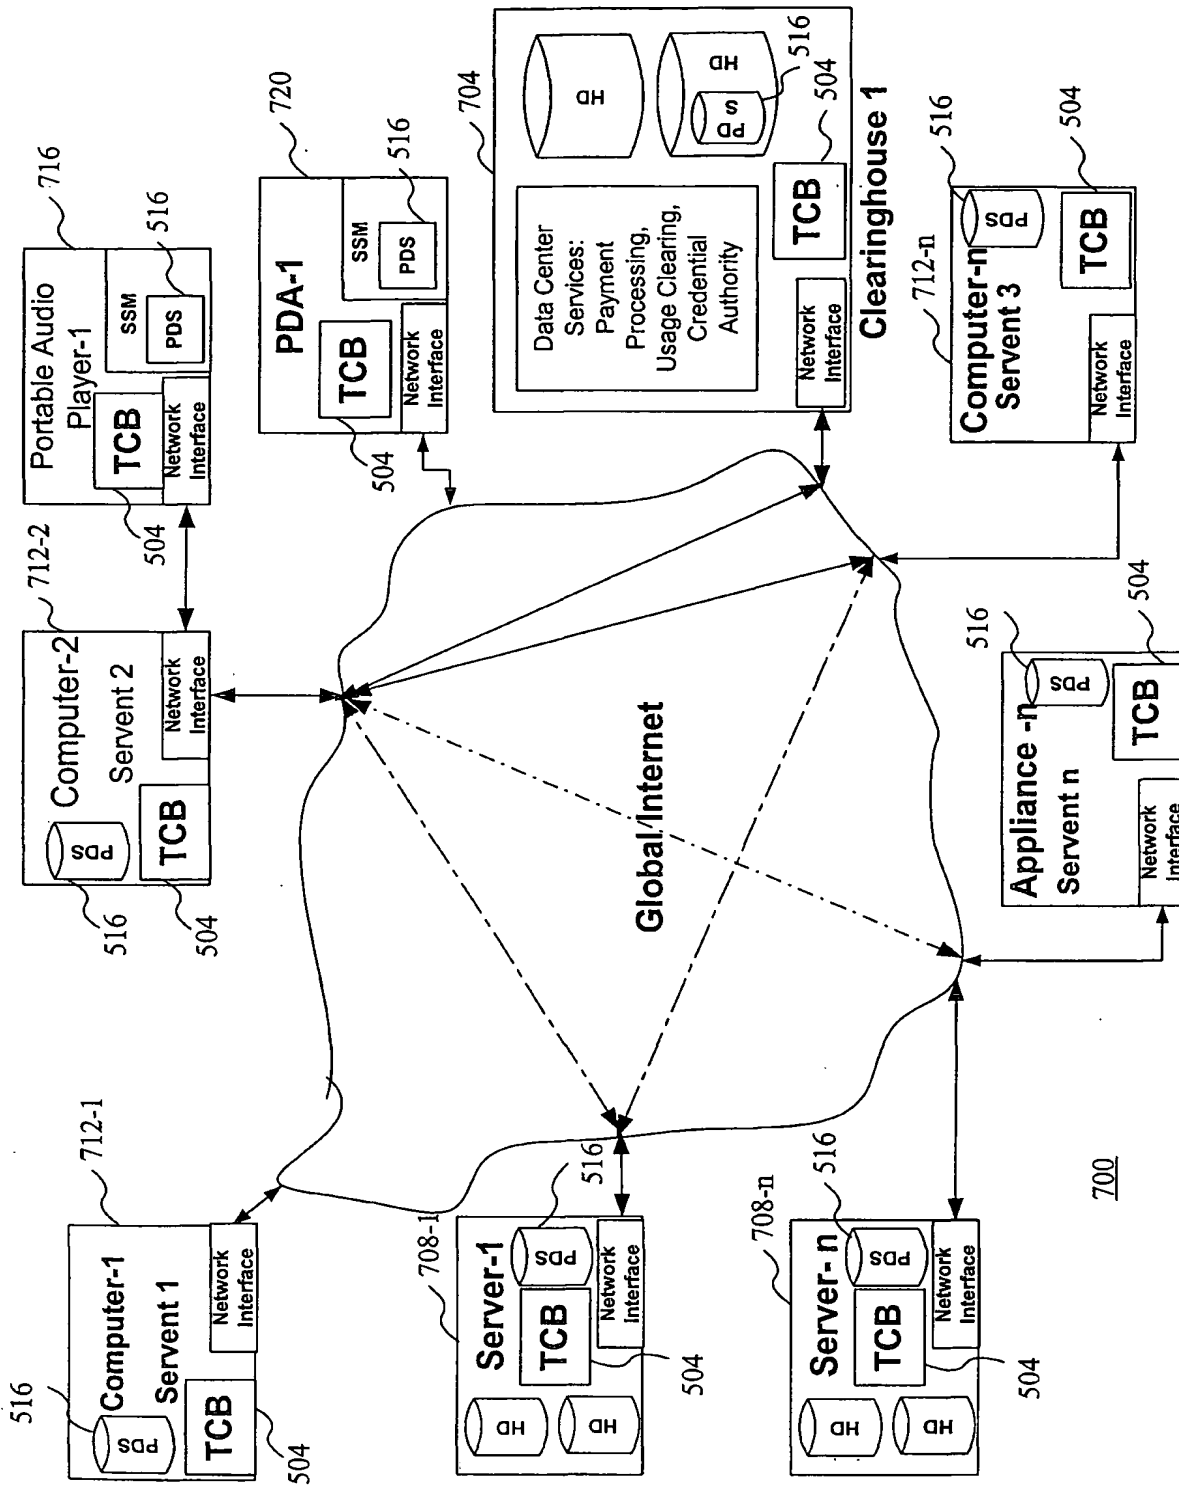 712-1
516
Computer-1
Servent 1
PDS
TCB
Network
Interface
504
712-2
Computer-2
Servent 2
PDS
TCB
Network
Interface
516
504
716
Portable Audio
Player-1
SSM
PDS
516
TCB
Network
Interface
504
720
PDA-1
SSM
PDS
516
TCB
Network
Interface
504
704
HD
HD
PD
S
516
504
Data Center
Services:
Payment
Processing,
Usage Clearing,
Credential
Authority
TCB
Network
Interface
Clearinghouse 1
708-1
Server-1
PDS
516
TCB
HD
HD
Network
Interface
504
Global Internet
708-n
Server- n
PDS
516
TCB
HD
HD
Network
Interface
504
712-n
Computer-n
Servent 3
PDS
516
TCB
504
Network
Interface
Appliance -n
Servent n
PDS
516
TCB
504
Network
Interface
700